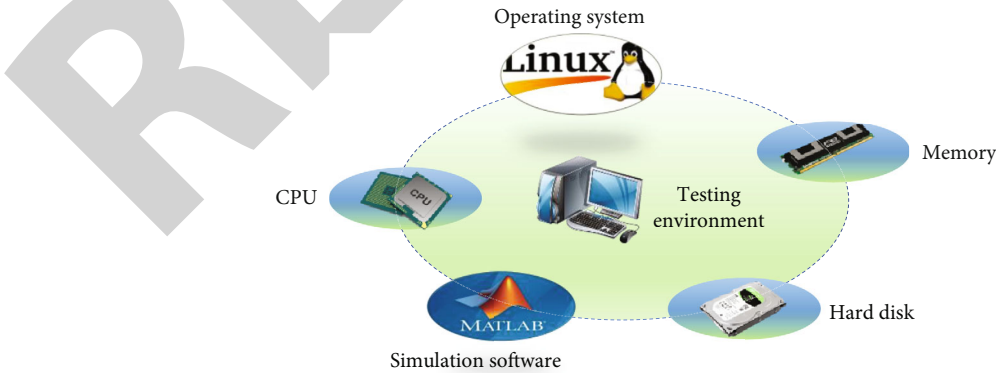 Operating system
Linux
Memory
CPU
CPU
Testing
environment
Hard disk
MATLAB
Simulation software